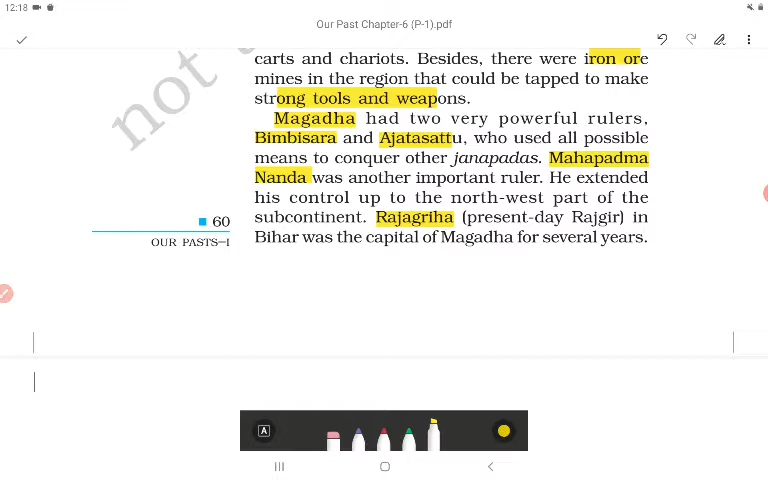 12:18
Our Past Chapter-6 (P-1).pdf
carts and chariots. Besides, there were iron ore
mines in the region that could be tapped to make
strong tools and weapons.
Magadha had two very powerful rulers,
Bimbisara and Ajatasattu, who used all possible
means to conquer other janapadas. Mahapadma
Nanda was another important ruler. He extended
his control up to the north-west part of the
subcontinent. Rajagriha (present-day Rajgir) in
Bihar was the capital of Magadha for several years.
60
OUR PASTS–I
not
A